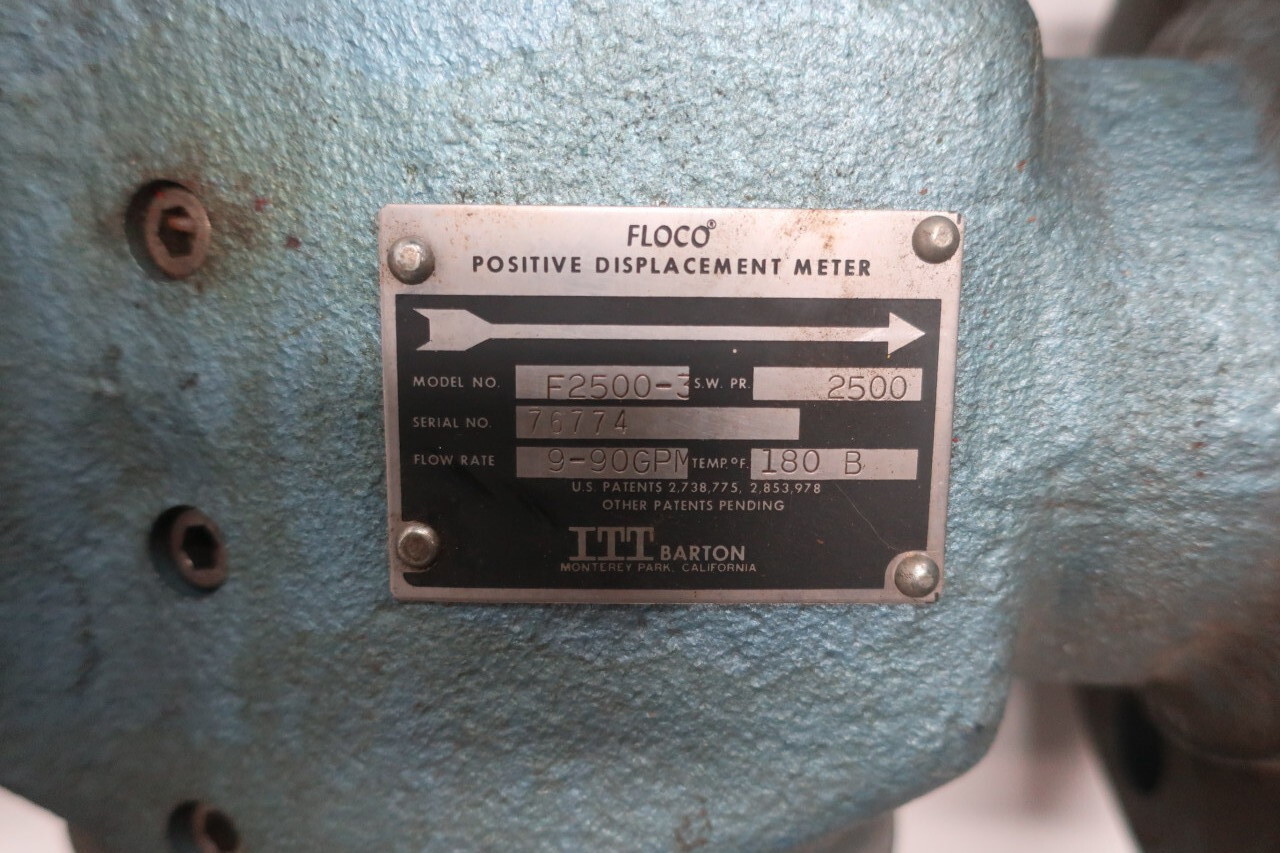 FLOCO®
POSITIVE DISPLACEMENT METER
MODEL NO. F2500-3 S.W. PR. 2500
SERIAL NO. 76774
FLOW RATE 9-90GPM TEMP.°F. 180 B
U.S. PATENTS 2,738,775, 2,853,978
OTHER PATENTS PENDING
ITT BARTON
MONTEREY PARK, CALIFORNIA